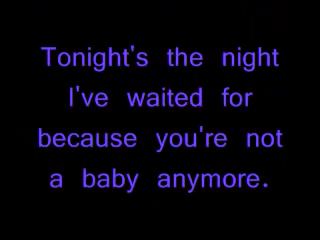 Tonight's the night
I've waited for
because you're not
a baby anymore.